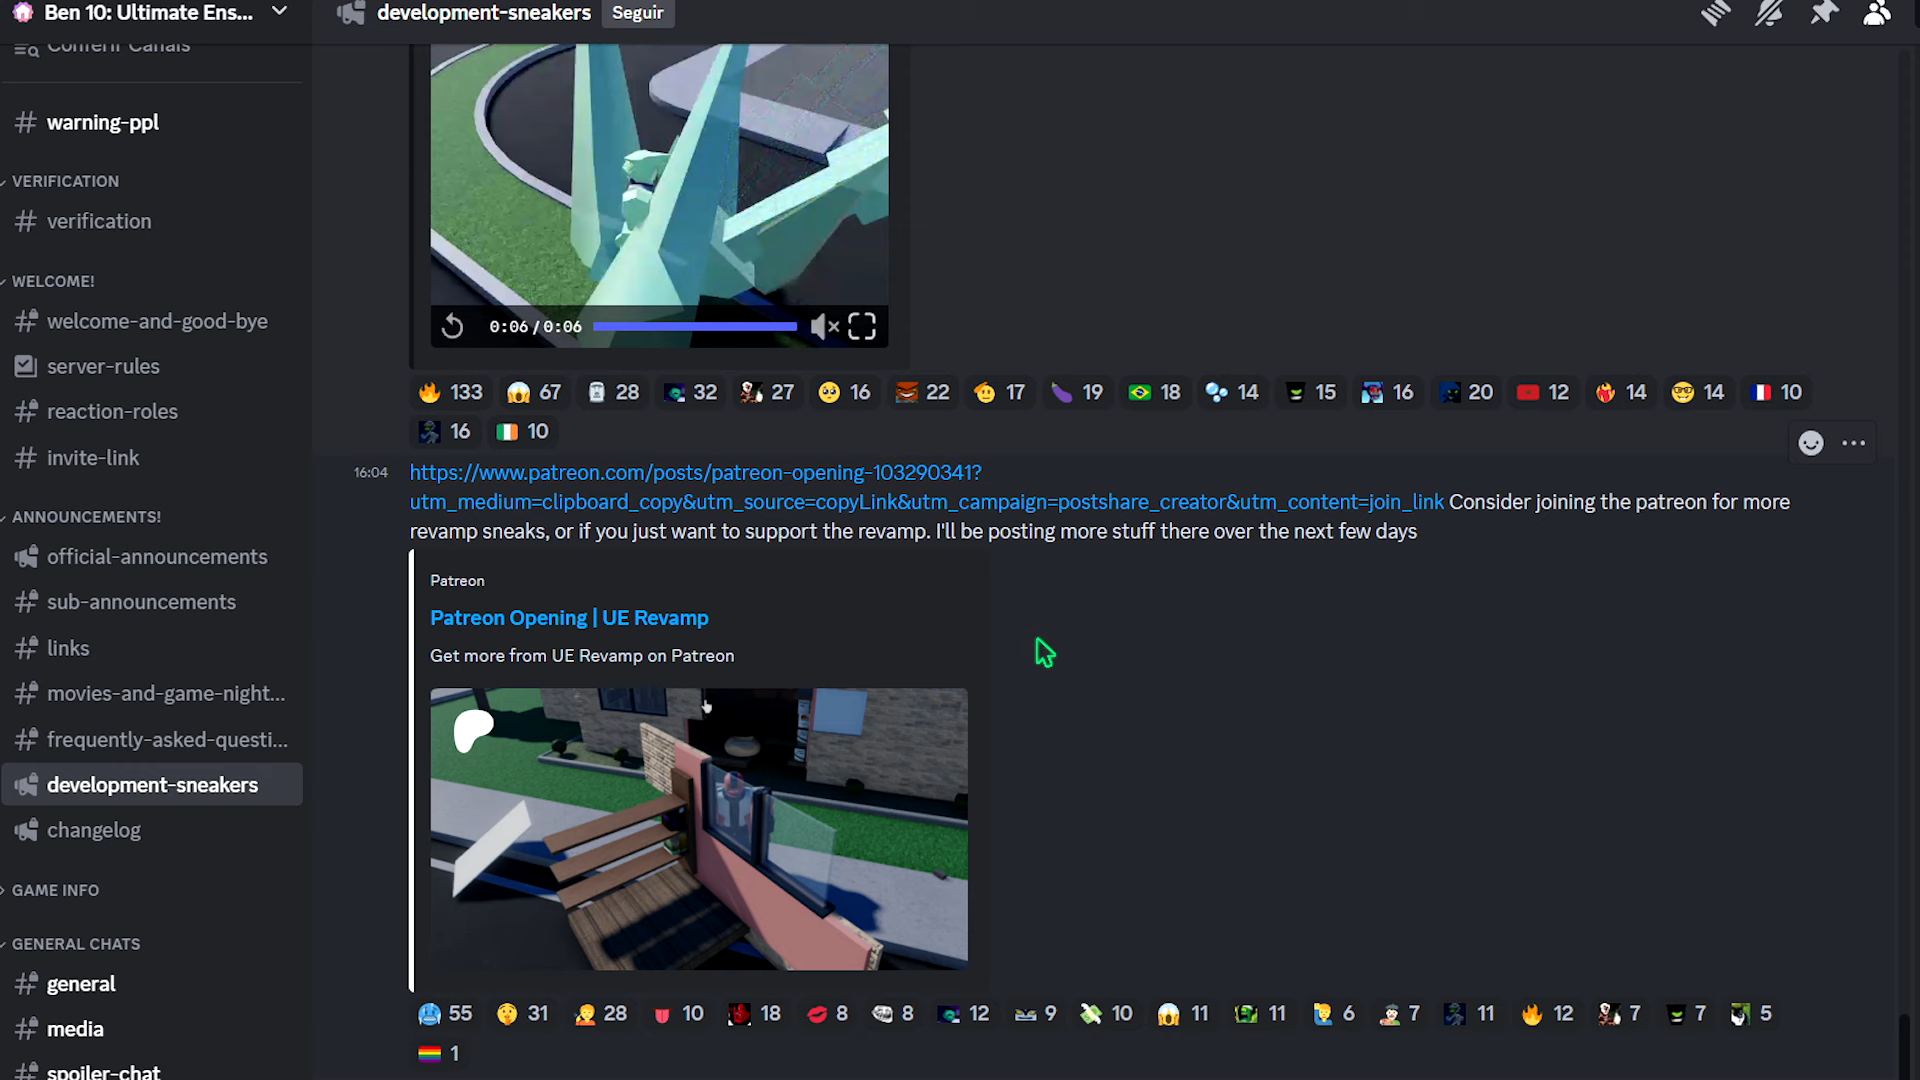 Ben 10: Ultimate Ens...
development-sneakers
Seguir
Conferir Canais
warning-ppl
VERIFICATION
verification
WELCOME!
welcome-and-good-bye
server-rules
reaction-roles
invite-link
ANNOUNCEMENTS!
official-announcements
sub-announcements
links
movies-and-game-night...
frequently-asked-questi...
development-sneakers
changelog
GAME INFO
GENERAL CHATS
general
media
spoiler-chat
0:06/0:06
133 67 28 32 27 16 22 17 19 18 14 15 16 20 12 14 14 10
16 10
16:04
https://www.patreon.com/posts/patreon-opening-103290341?
utm_medium=clipboard_copy&utm_source=copyLink&utm_campaign=postshare_creator&utm_content=join_link Consider joining the patreon for more
revamp sneaks, or if you just want to support the revamp. I'll be posting more stuff there over the next few days
Patreon
Patreon Opening | UE Revamp
Get more from UE Revamp on Patreon
55 31 28 10 18 8 8 12 9 10 11 11 6 7 11 12 7 7 5
1